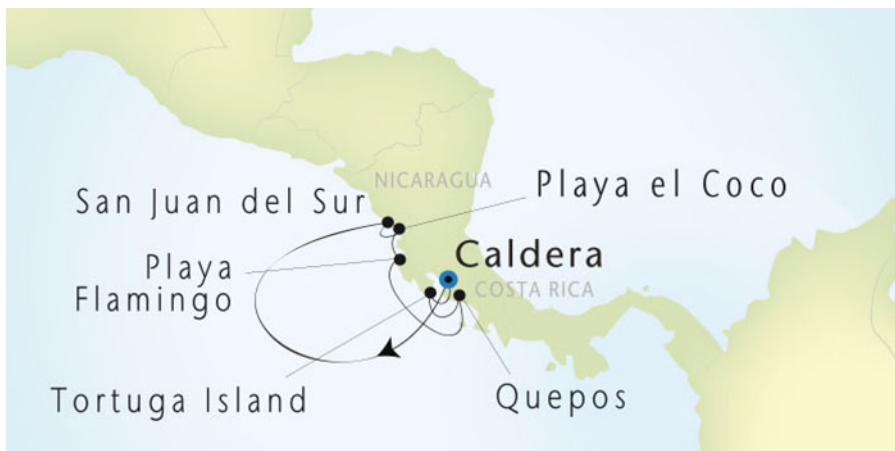 NICARAGUA
Playa el Coco
San Juan del Sur
Caldera
Playa
Flamingo
COSTA RICA
Tortuga Island
Quepos